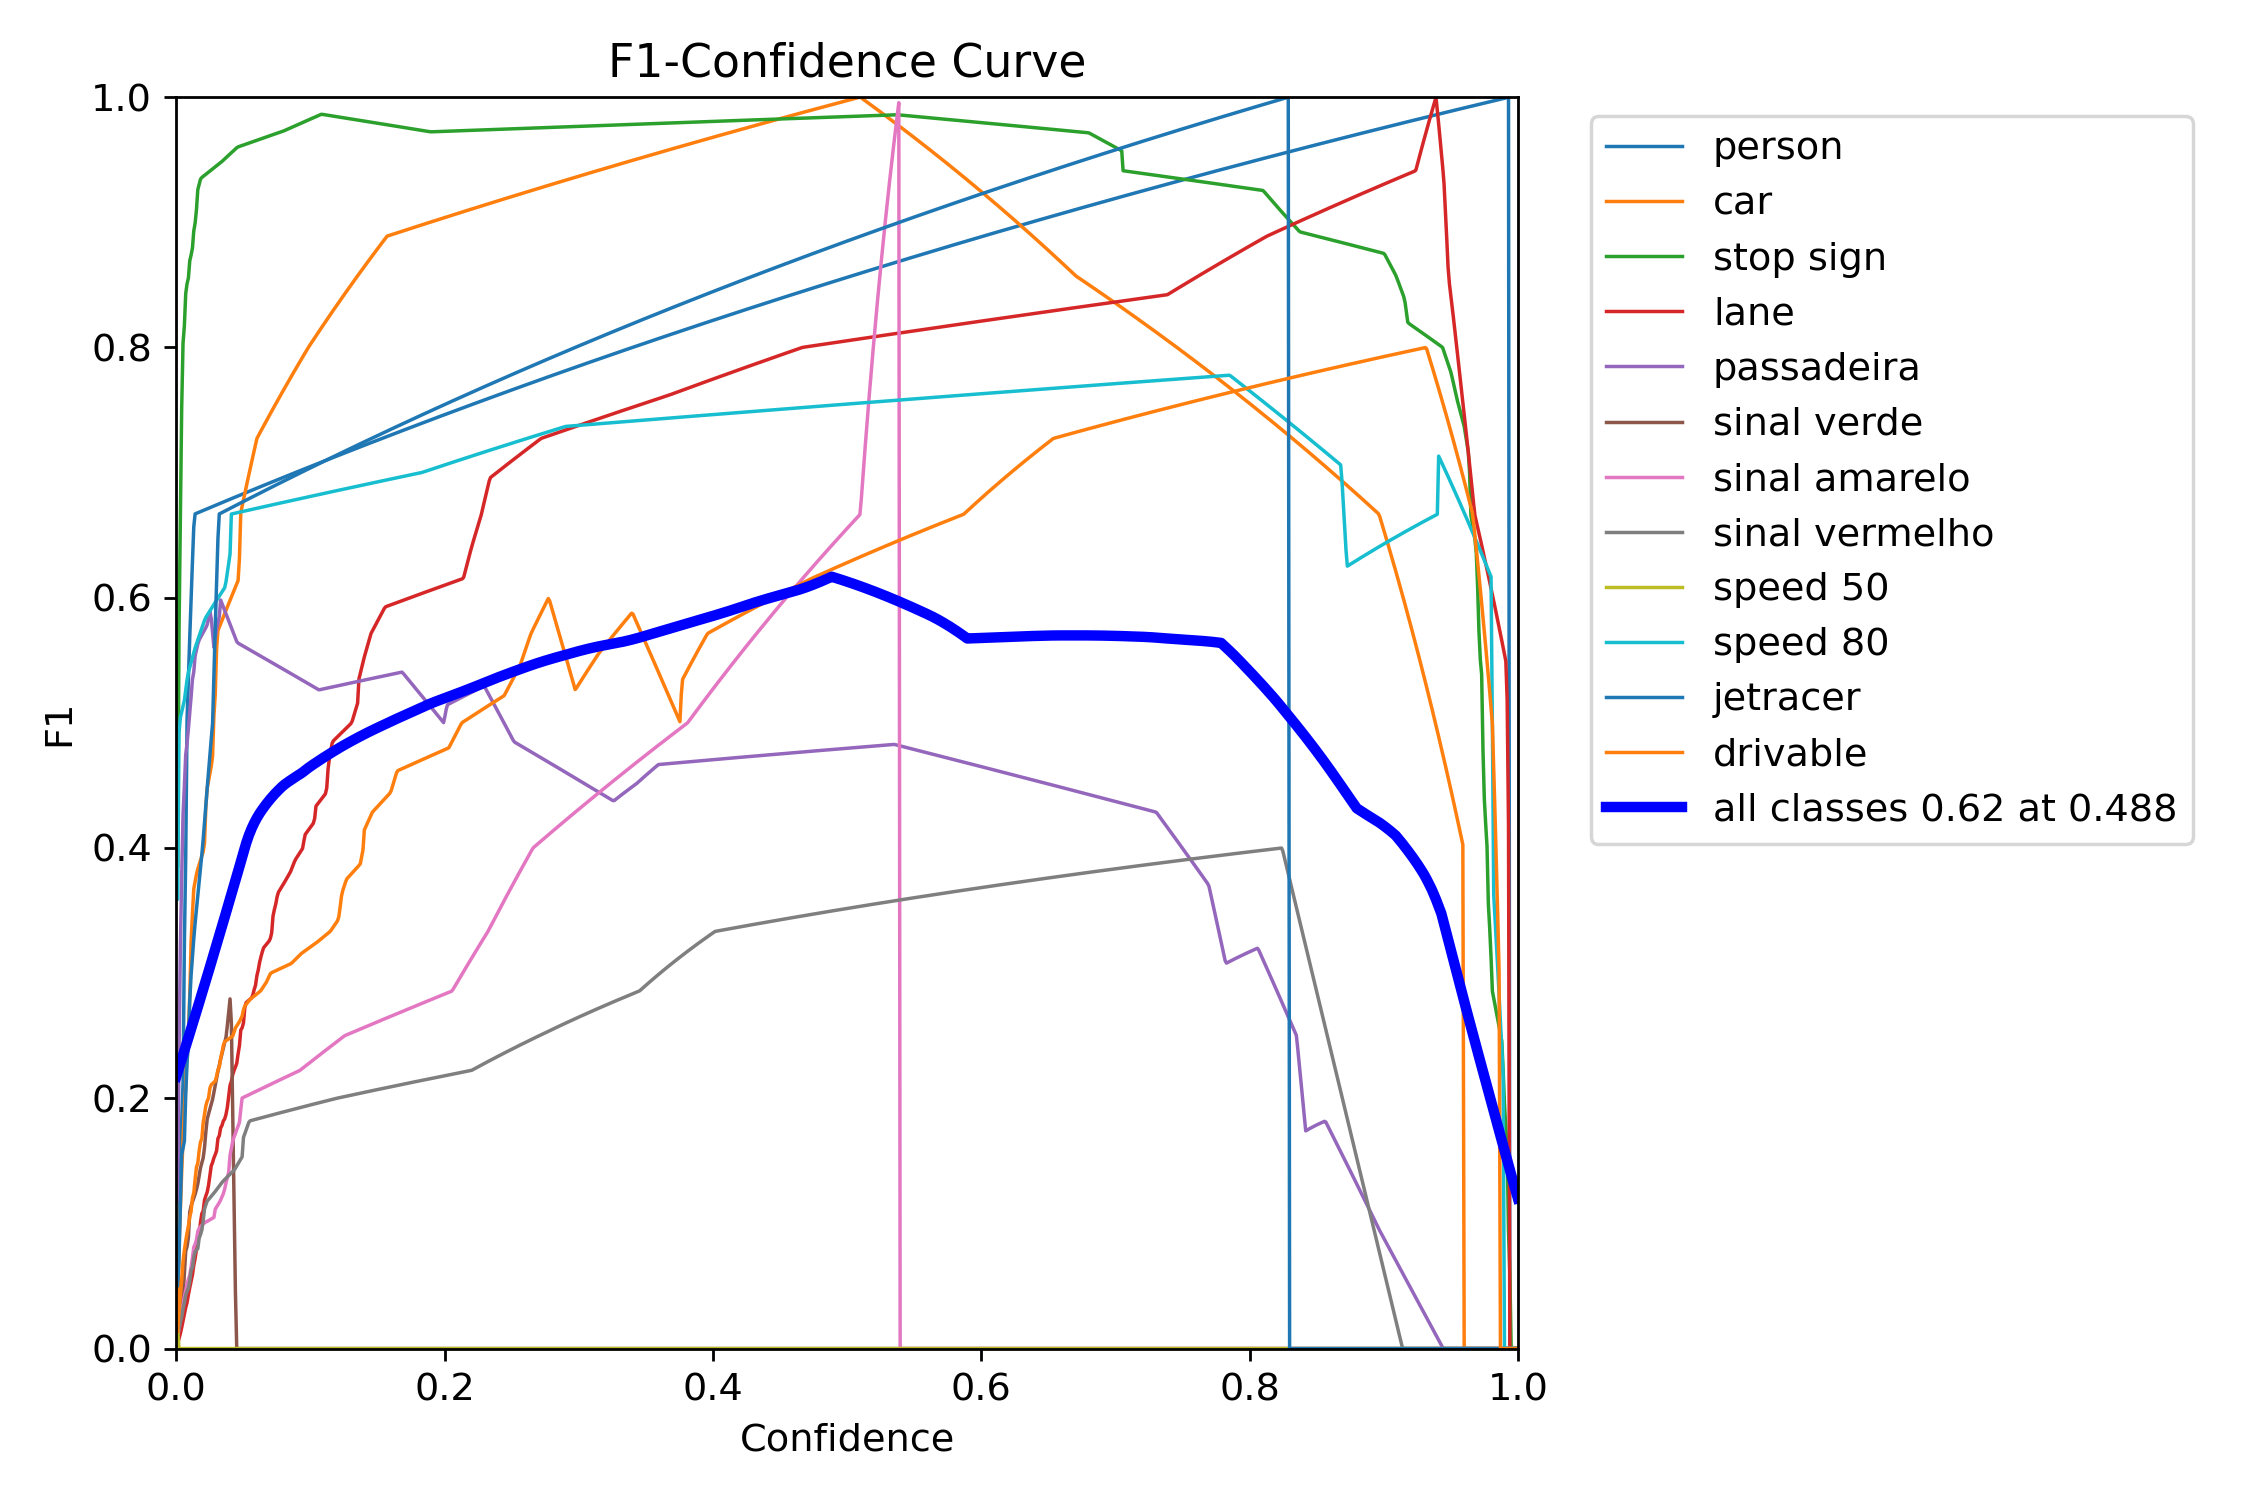 F1-Confidence Curve
1.0
0.8
0.6
0.4
0.2
0.0
F1
0.0 0.2 0.4 0.6 0.8 1.0
Confidence
person
car
stop sign
lane
passadeira
sinal verde
sinal amarelo
sinal vermelho
speed 50
speed 80
jetracer
drivable
all classes 0.62 at 0.488